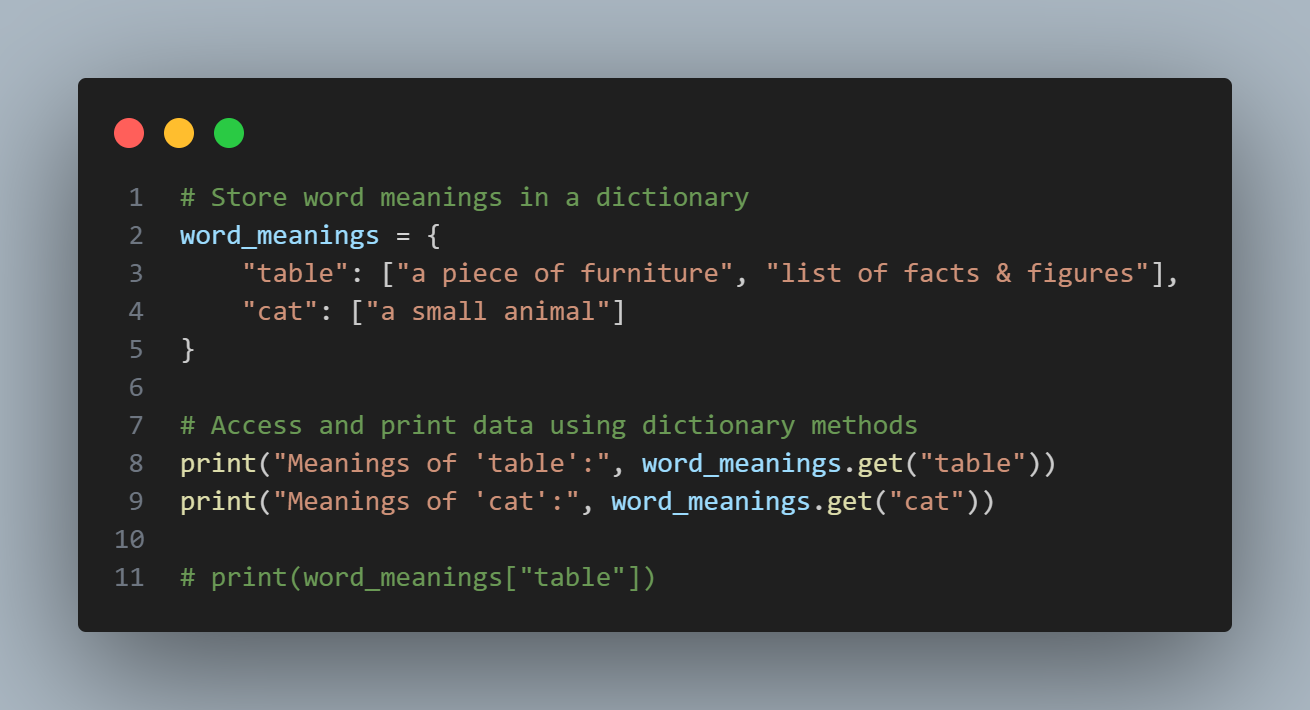 1 # Store word meanings in a dictionary
2 word_meanings = {
3     "table": ["a piece of furniture", "list of facts & figures"],
4     "cat": ["a small animal"]
5 }
6
7 # Access and print data using dictionary methods
8 print("Meanings of 'table':", word_meanings.get("table"))
9 print("Meanings of 'cat':", word_meanings.get("cat"))
10
11 # print(word_meanings["table"])